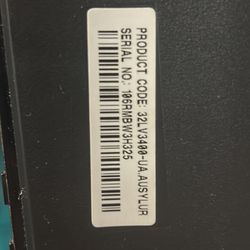 PRODUCT CODE: 32LV3400-UA.AUSYLUR
SERIAL NO: 106RMBW3H325